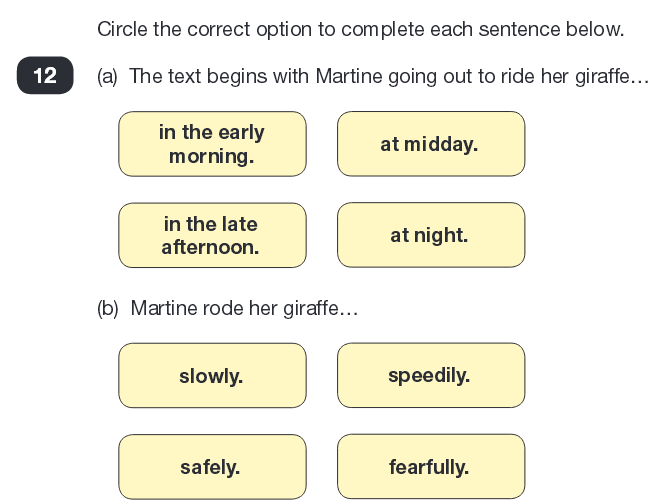 Circle the correct option to complete each sentence below.
12
(a) The text begins with Martine going out to ride her giraffe…
in the early
morning.
at midday.
in the late
afternoon.
at night.
(b) Martine rode her giraffe…
slowly.
speedily.
safely.
fearfully.